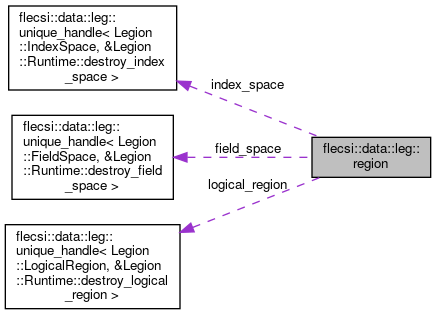 flecsi::data::leg::
unique_handle< Legion
::IndexSpace, &Legion
::Runtime::destroy_index
_space >
index_space
flecsi::data::leg::
unique_handle< Legion
::FieldSpace, &Legion
::Runtime::destroy_field
_space >
field_space
flecsi::data::leg::
region
logical_region
flecsi::data::leg::
unique_handle< Legion
::LogicalRegion, &Legion
::Runtime::destroy_logical
_region >